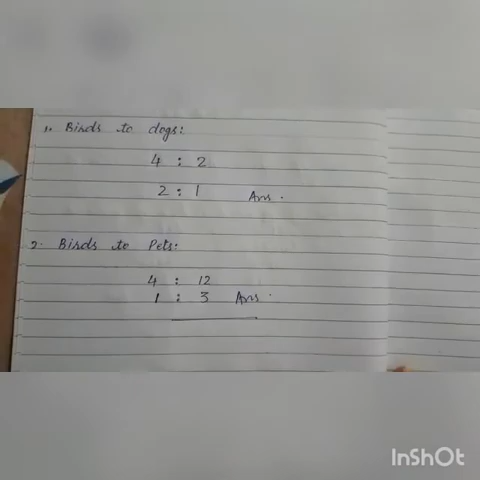 1. Birds to dogs:
4 : 2
2 : 1 Ans.
2. Birds to Pets:
4 : 12
1 : 3 Ans.
InShOt